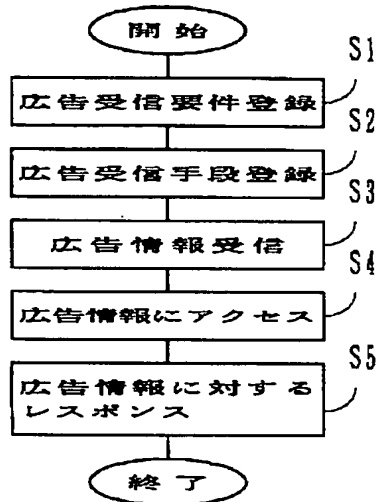 開始
S1
広告受信要件登録
S2
広告受信手段登録
S3
広告情報受信
S4
広告情報にアクセス
S5
広告情報に対する
レスポンス
終了